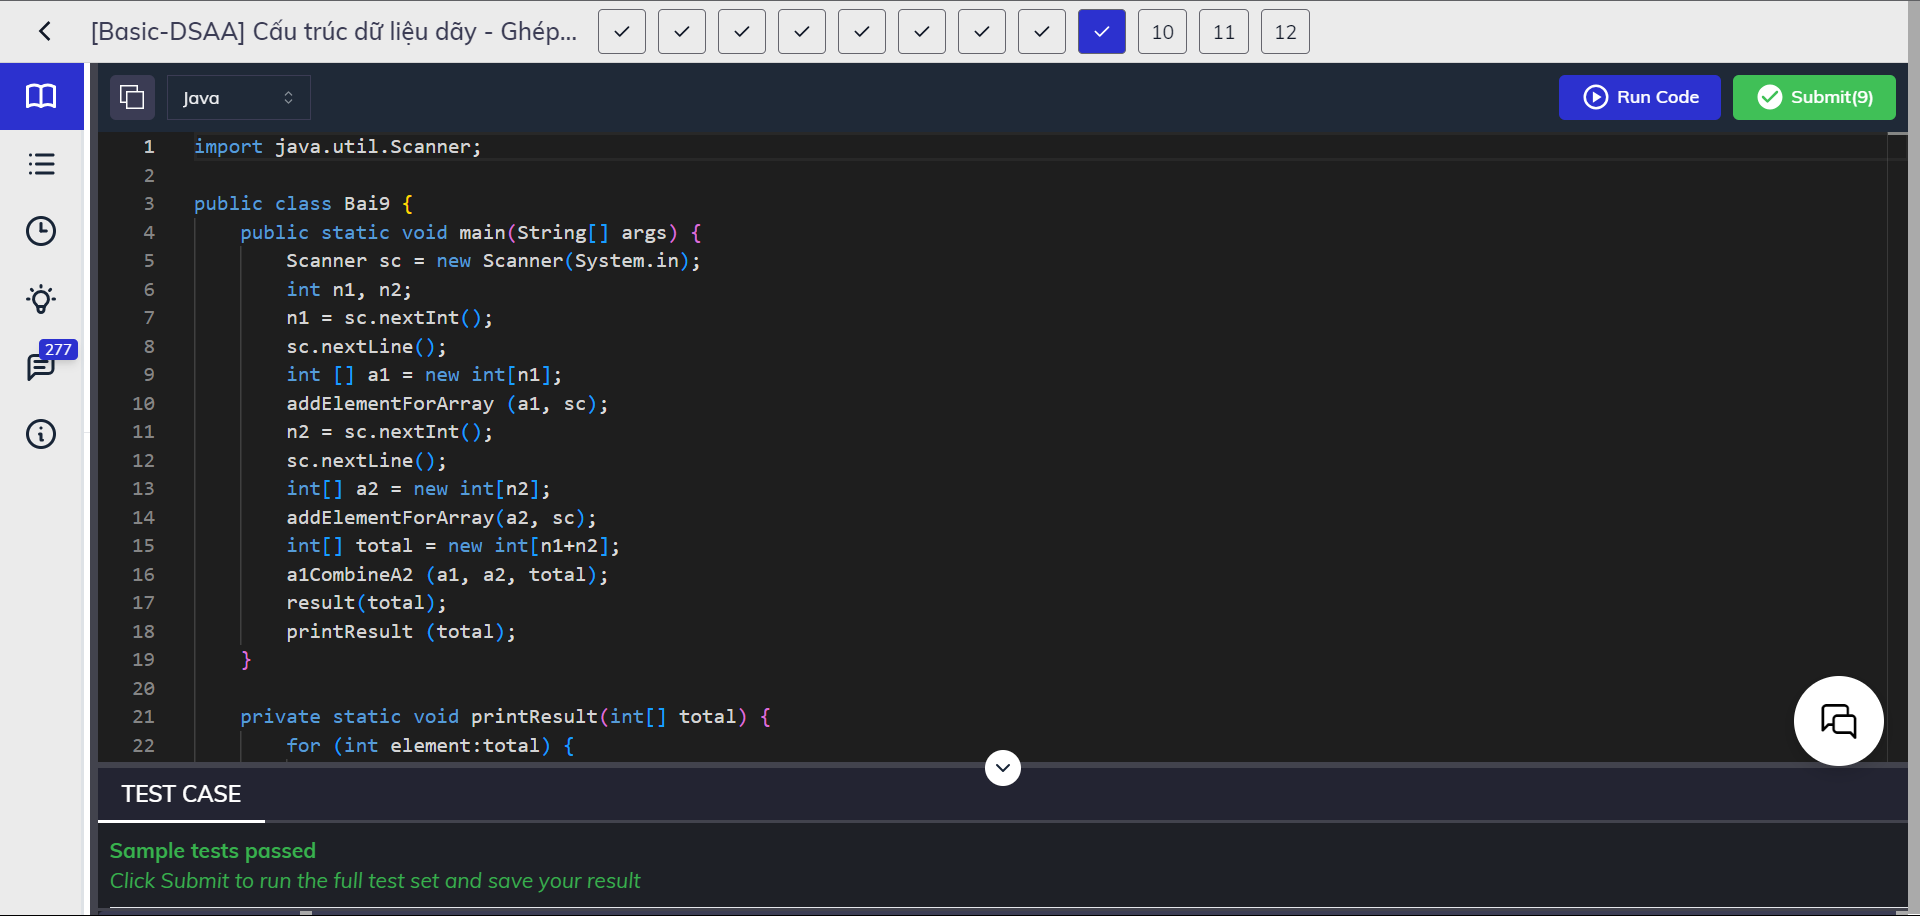 [Basic-DSAA] Cấu trúc dữ liệu dãy - Ghép...
10 11 12
Java
Run Code
Submit(9)
277
1 import java.util.Scanner;
2
3 public class Bai9 {
4 public static void main(String[] args) {
5 Scanner sc = new Scanner(System.in);
6 int n1, n2;
7 n1 = sc.nextInt();
8 sc.nextLine();
9 int [] a1 = new int[n1];
10 addElementForArray (a1, sc);
11 n2 = sc.nextInt();
12 sc.nextLine();
13 int[] a2 = new int[n2];
14 addElementForArray(a2, sc);
15 int[] total = new int[n1+n2];
16 a1CombineA2 (a1, a2, total);
17 result(total);
18 printResult (total);
19 }
20
21 private static void printResult(int[] total) {
22 for (int element:total) {
TEST CASE
Sample tests passed
Click Submit to run the full test set and save your result